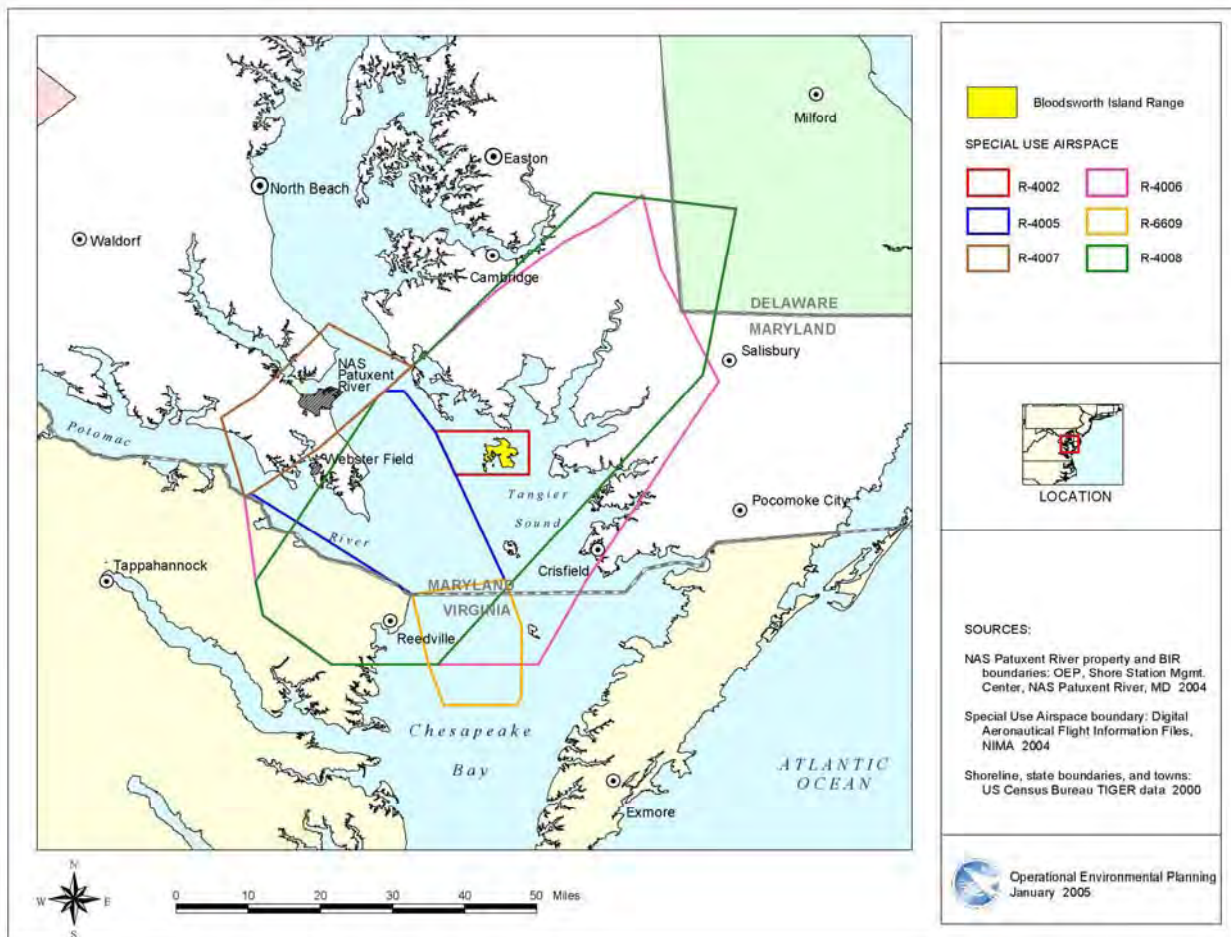 Milford
Easton
North Beach
Waldorf
Cambridge
DELAWARE
MARYLAND
Salisbury
NAS
Patuxent
River
Potomac
Webster Field
Tangier
Sound
Pocomoke City
River
Crisfield
Tappahannock
MARYLAND
VIRGINIA
Reedville
Chesapeake
Bay
ATLANTIC
OCEAN
Exmore
N
W
E
S
0
10
20
30
40
50
Miles
Bloodsworth Island Range
SPECIAL USE AIRSPACE
R-4002
R-4006
R-4005
R-6609
R-4007
R-4008
LOCATION
SOURCES:
NAS Patuxent River property and BIR
boundaries: OEP, Shore Station Mgmt.
Center, NAS Patuxent River, MD 2004
Special Use Airspace boundary: Digital
Aeronautical Flight Information Files,
NIMA 2004
Shoreline, state boundaries, and towns:
US Census Bureau TIGER data 2000
Operational Environmental Planning
January 2005